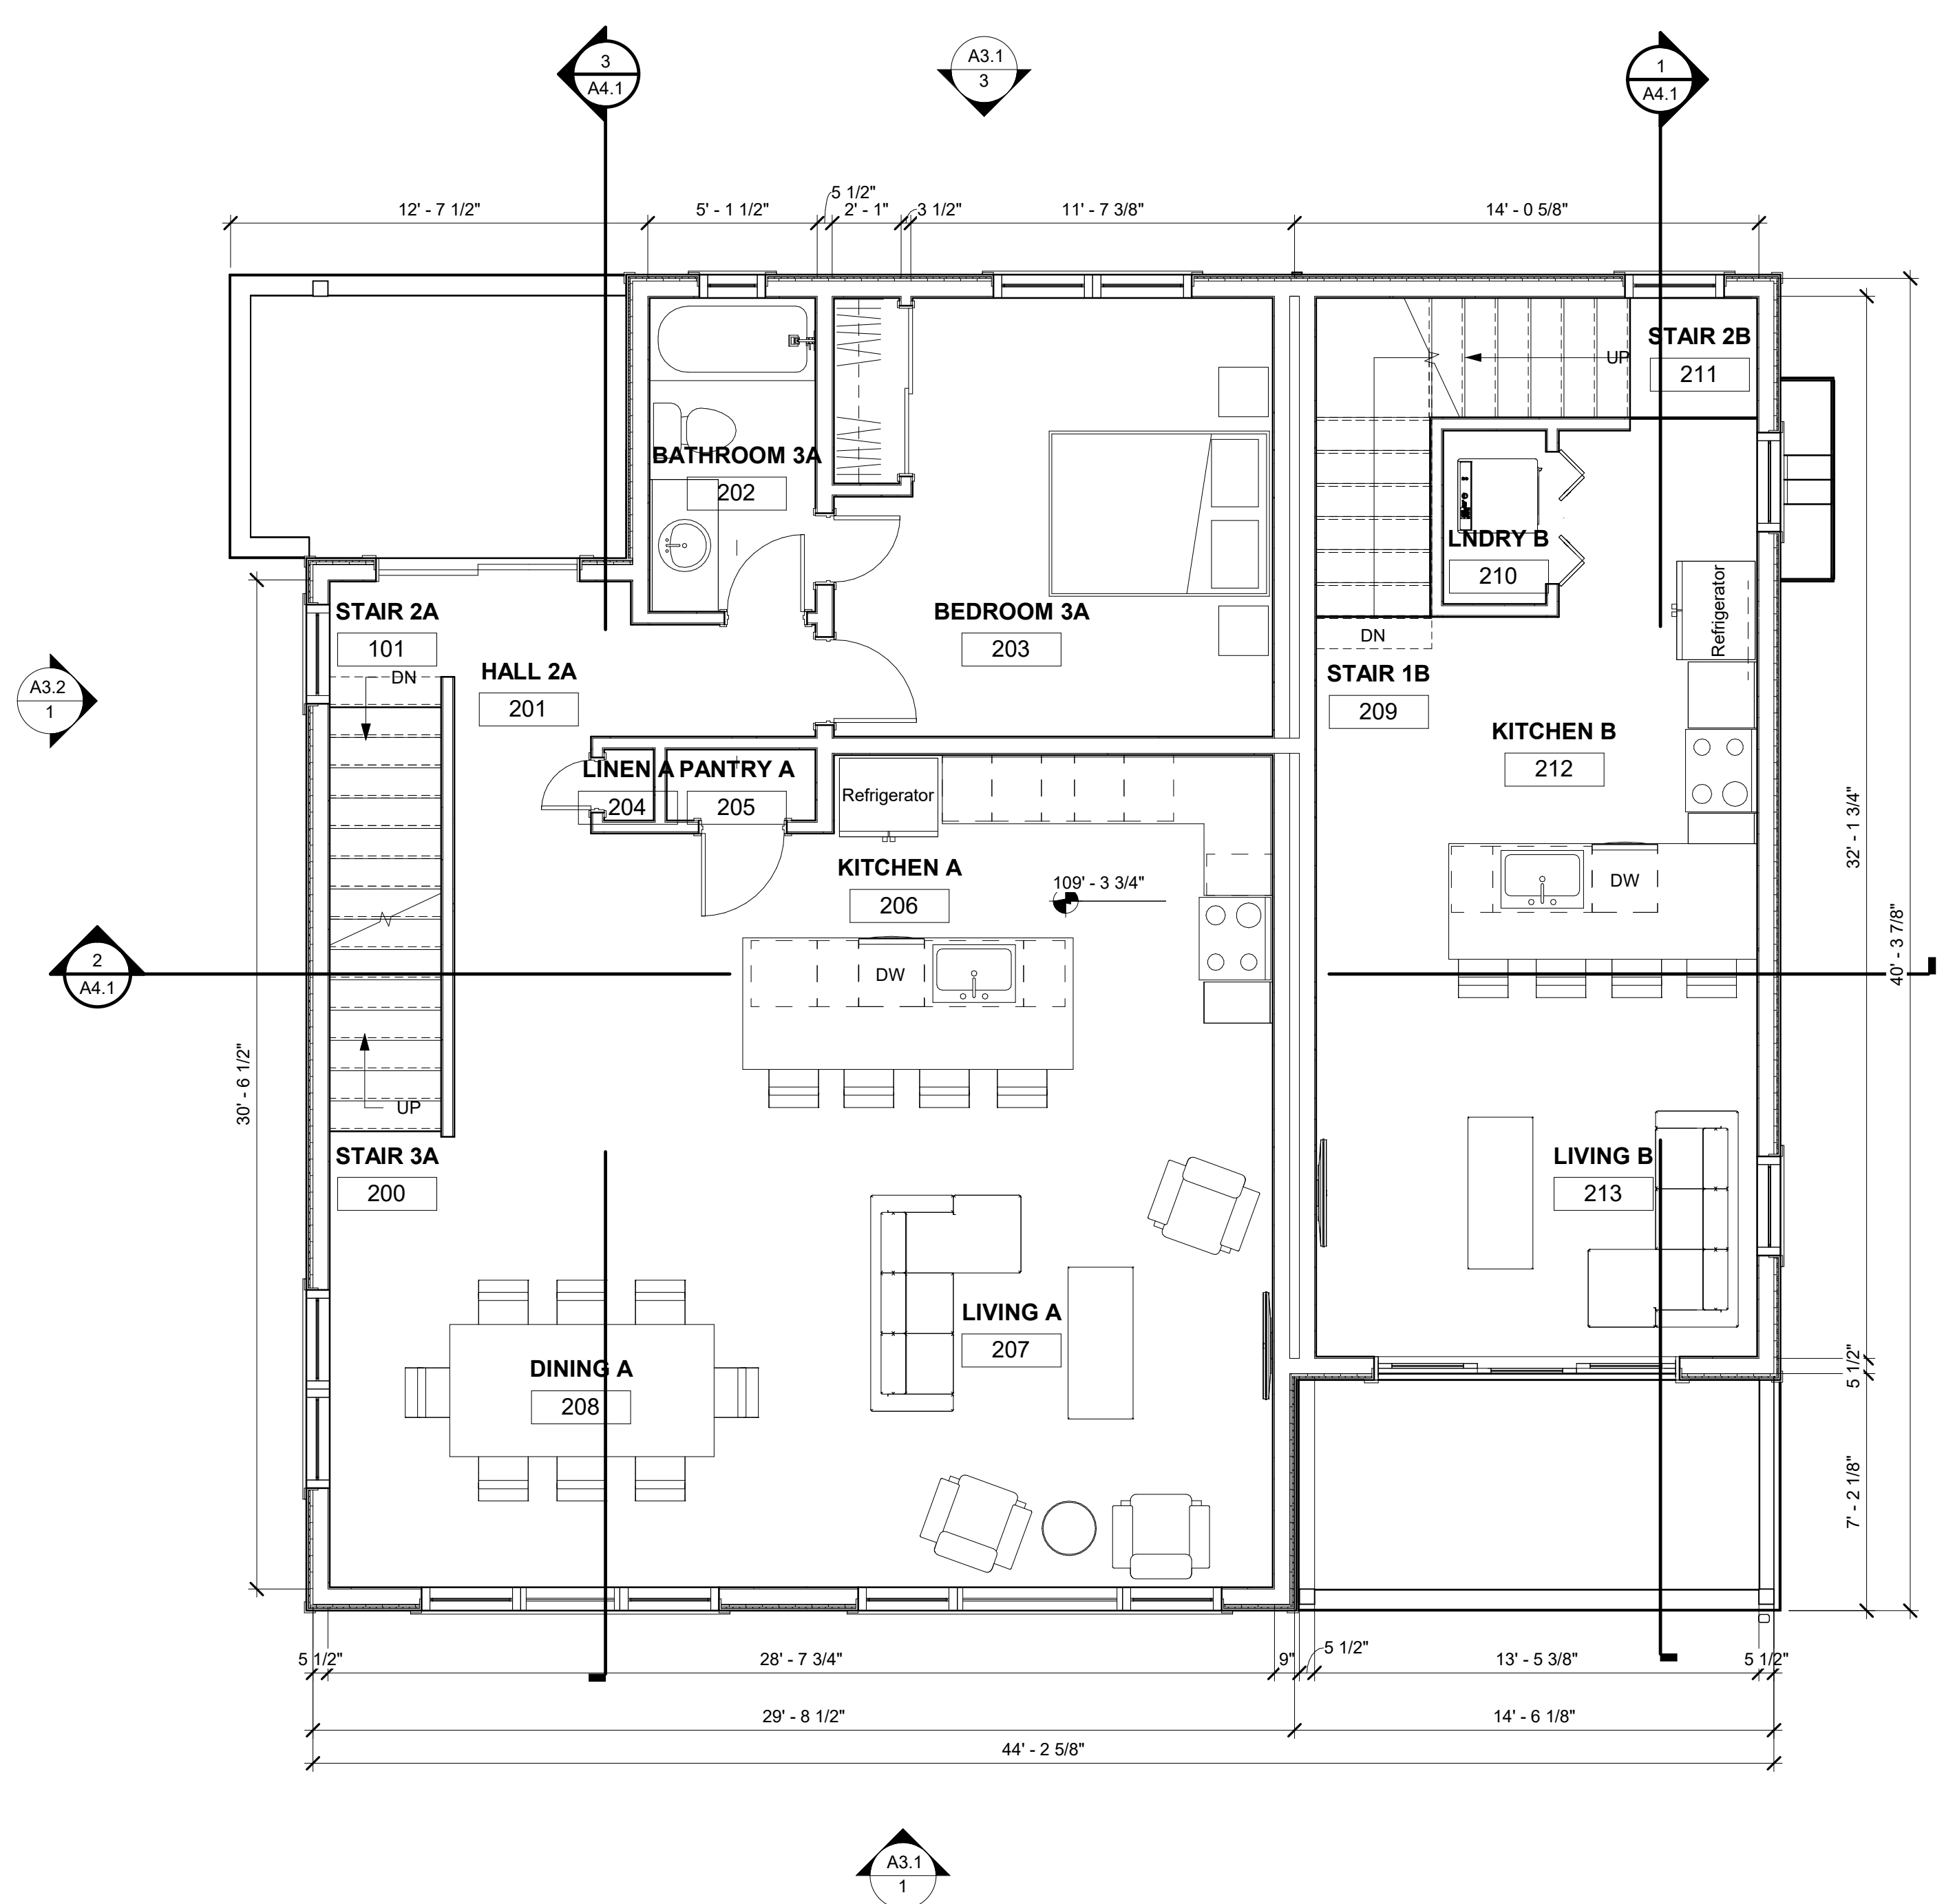 3
A4.1
A3.1
3
1
A4.1
12' - 7 1/2"
5' - 1 1/2"
5 1/2"
2' - 1"
3 1/2"
11' - 7 3/8"
14' - 0 5/8"
STAIR 2B
211
UP
BATHROOM 3A
202
LNDRY B
210
Refrigerator
STAIR 2A
101
DN
HALL 2A
201
BEDROOM 3A
203
DN
STAIR 1B
209
KITCHEN B
212
A3.2
1
LINEN A
204
PANTRY A
205
Refrigerator
KITCHEN A
206
109' - 3 3/4"
DW
DW
32' - 1 3/4"
40' - 3 7/8"
2
A4.1
30' - 6 1/2"
UP
STAIR 3A
200
LIVING B
213
LIVING A
207
DINING A
208
5 1/2"
7' - 2 1/8"
5 1/2"
28' - 7 3/4"
9"
5 1/2"
13' - 5 3/8"
5 1/2"
29' - 8 1/2"
14' - 6 1/8"
44' - 2 5/8"
A3.1
1